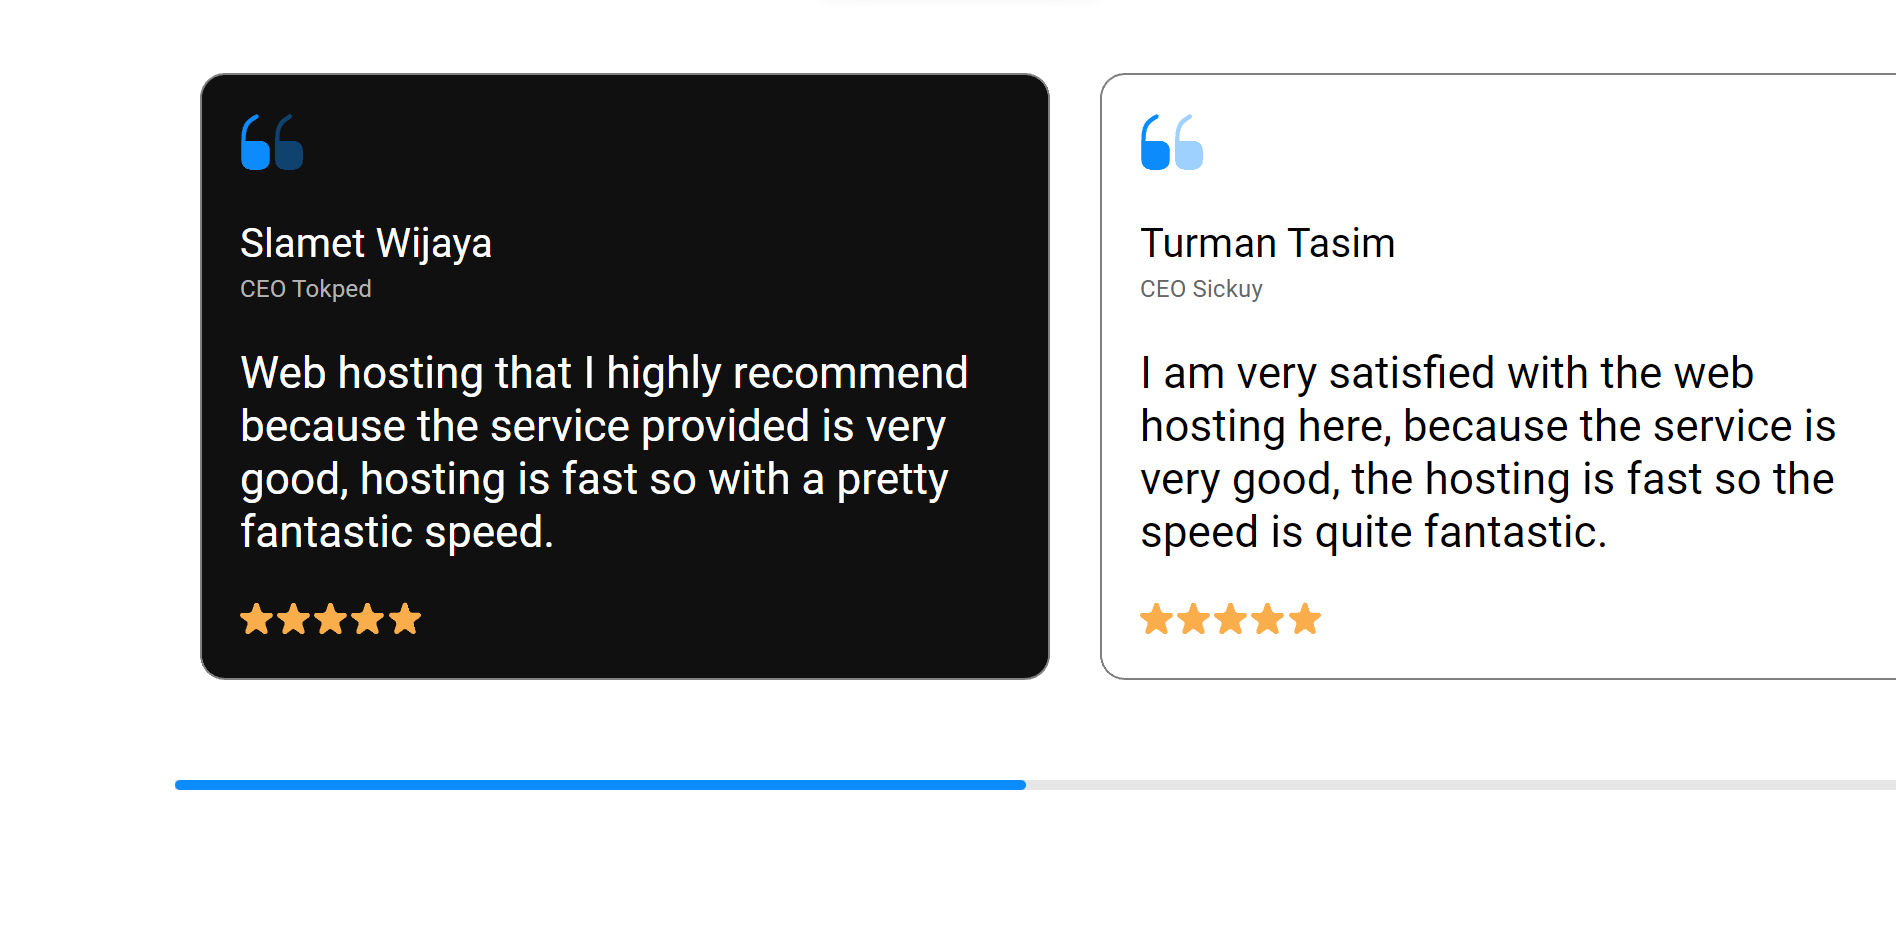 Slamet Wijaya
CEO Tokped
Web hosting that I highly recommend
because the service provided is very
good, hosting is fast so with a pretty
fantastic speed.
Turman Tasim
CEO Sickuy
I am very satisfied with the web
hosting here, because the service is
very good, the hosting is fast so the
speed is quite fantastic.